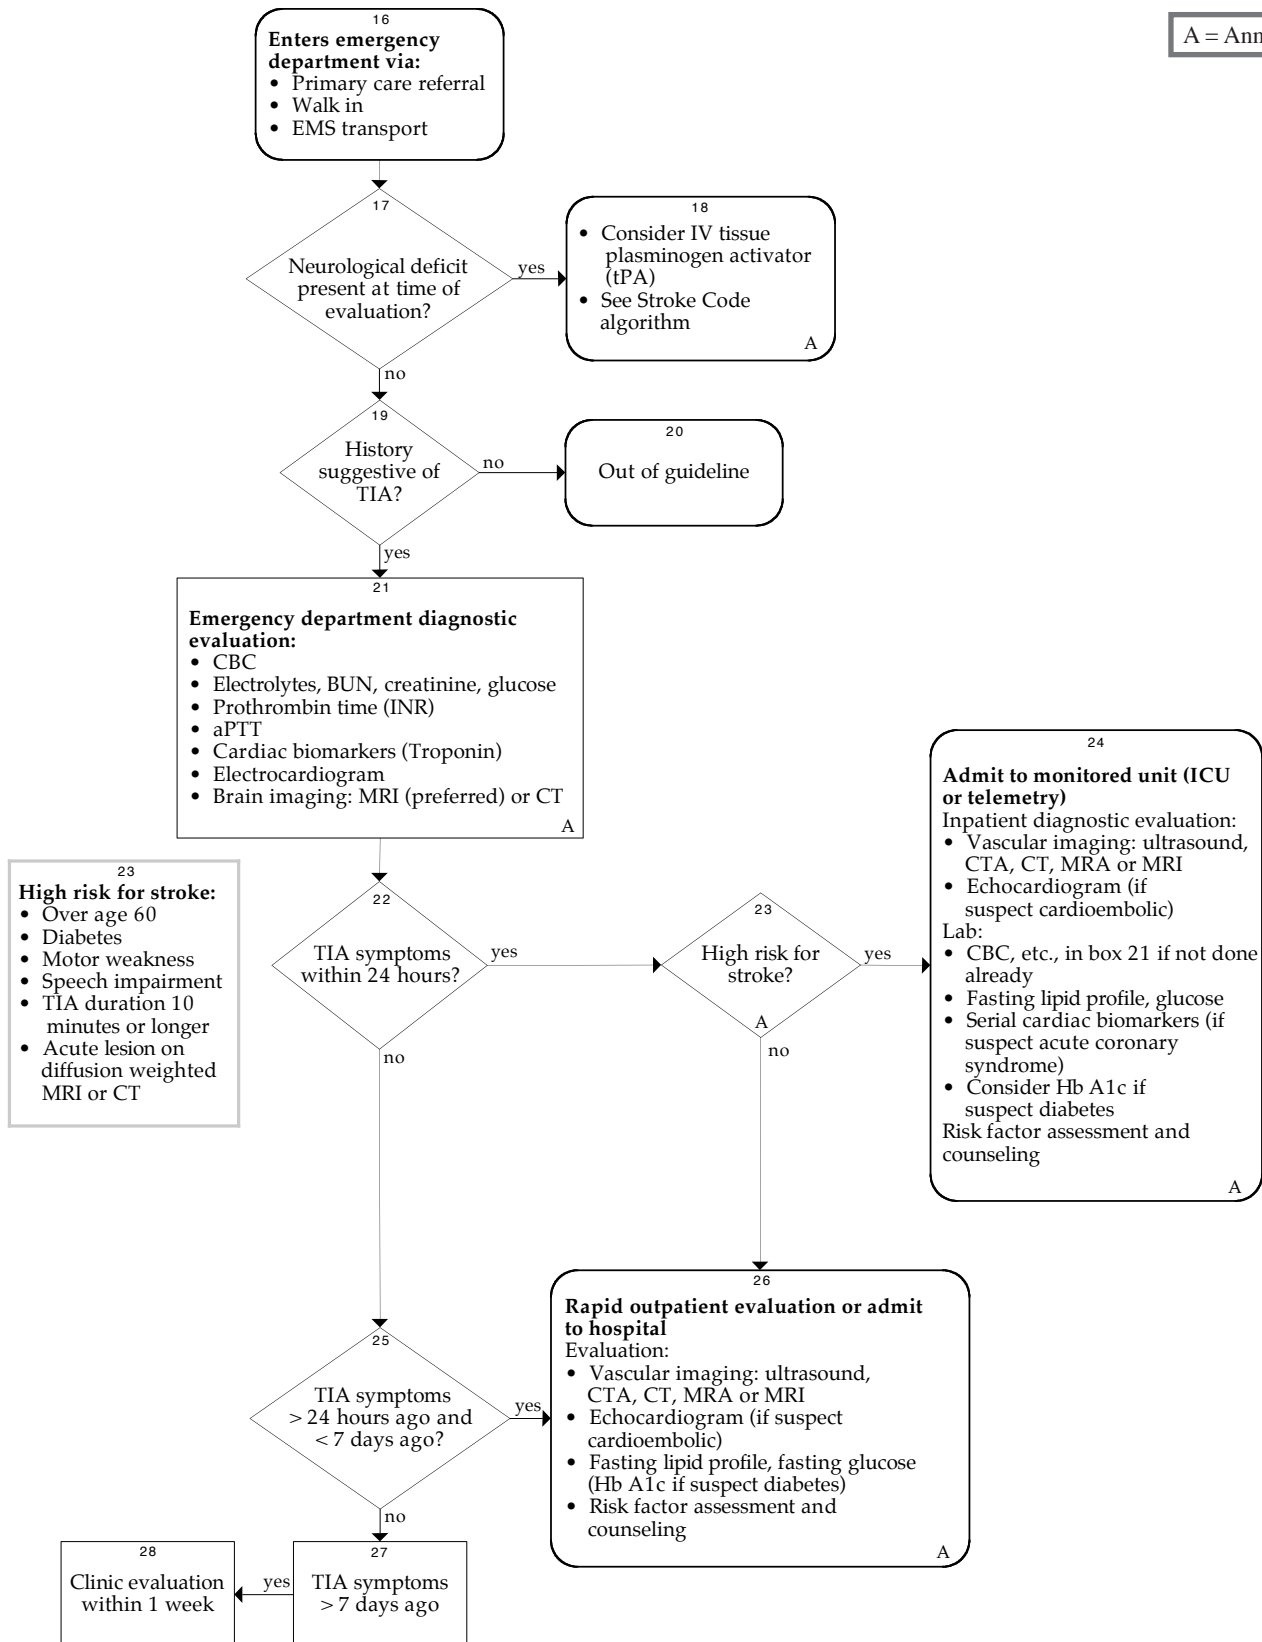 16
Enters emergency
department via:
• Primary care referral
• Walk in
• EMS transport
A = Ann
17
Neurological deficit
present at time of
evaluation?
yes
18
• Consider IV tissue
plasminogen activator
(tPA)
• See Stroke Code
algorithm
A
no
19
History
suggestive of
TIA?
no
20
Out of guideline
yes
21
Emergency department diagnostic
evaluation:
• CBC
• Electrolytes, BUN, creatinine, glucose
• Prothrombin time (INR)
• aPTT
• Cardiac biomarkers (Troponin)
• Electrocardiogram
• Brain imaging: MRI (preferred) or CT
A
23
High risk for stroke:
• Over age 60
• Diabetes
• Motor weakness
• Speech impairment
• TIA duration 10
minutes or longer
• Acute lesion on
diffusion weighted
MRI or CT
22
TIA symptoms
within 24 hours?
yes
23
High risk for
stroke?
A
yes
24
Admit to monitored unit (ICU
or telemetry)
Inpatient diagnostic evaluation:
• Vascular imaging: ultrasound,
CTA, CT, MRA or MRI
• Echocardiogram (if
suspect cardioembolic)
Lab:
• CBC, etc., in box 21 if not done
already
• Fasting lipid profile, glucose
• Serial cardiac biomarkers (if
suspect acute coronary
syndrome)
• Consider Hb A1c if
suspect diabetes
Risk factor assessment and
counseling
A
no
no
25
TIA symptoms
> 24 hours ago and
< 7 days ago?
yes
26
Rapid outpatient evaluation or admit
to hospital
Evaluation:
• Vascular imaging: ultrasound,
CTA, CT, MRA or MRI
• Echocardiogram (if suspect
cardioembolic)
• Fasting lipid profile, fasting glucose
(Hb A1c if suspect diabetes)
• Risk factor assessment and
counseling
A
no
28
Clinic evaluation
within 1 week
yes
27
TIA symptoms
> 7 days ago